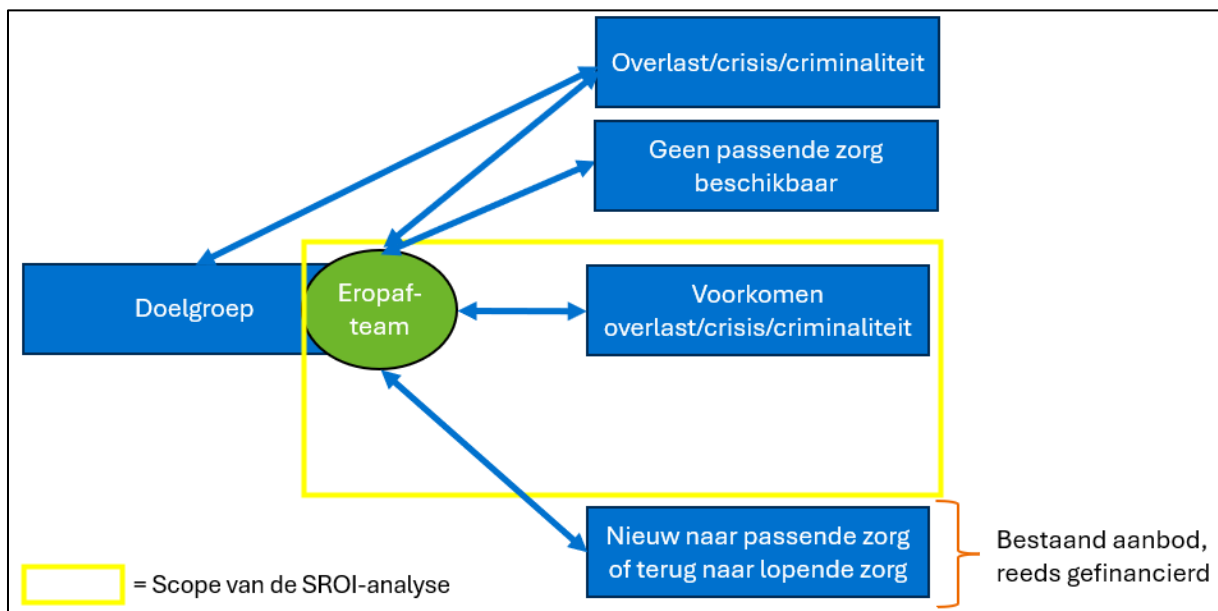 Overlast/crisis/criminaliteit
Geen passende zorg
beschikbaar
Doelgroep
Eropaf-
team
Voorkomen
overlast/crisis/criminaliteit
Nieuw naar passende zorg
of terug naar lopende zorg
Bestaand aanbod,
reeds gefinancierd
= Scope van de SROI-analyse